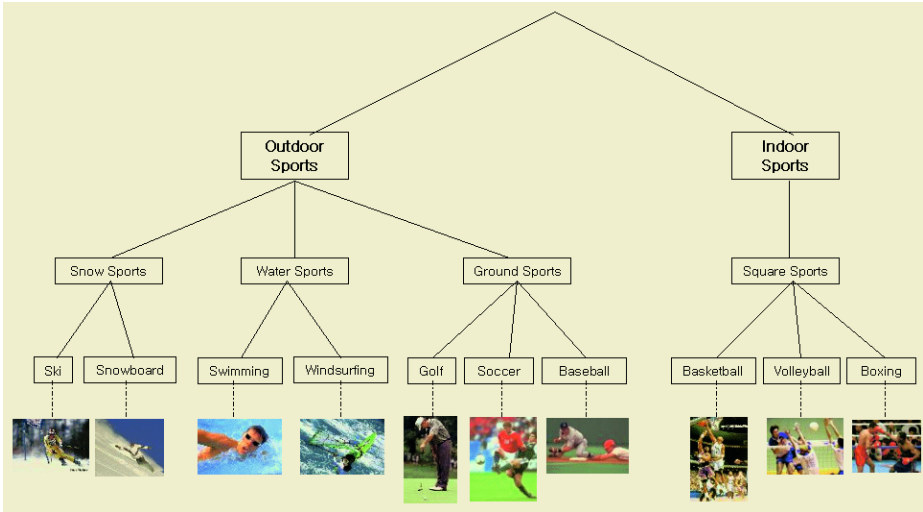 Outdoor
Sports
Indoor
Sports
Snow Sports
Water Sports
Ground Sports
Square Sports
Ski
Snowboard
Swimming
Windsurfing
Golf
Soccer
Baseball
Basketball
Volleyball
Boxing